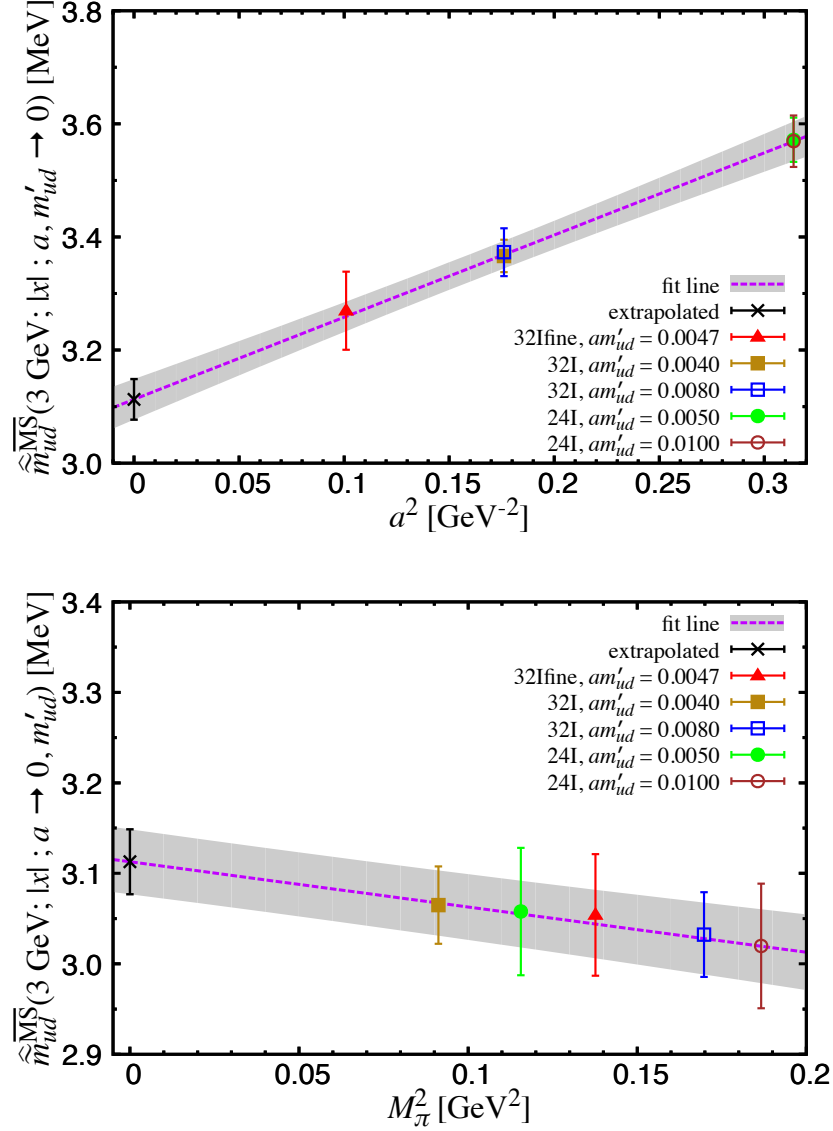 3.8
3.6
3.4
3.2
3.0
0 0.05 0.1 0.15 0.2 0.25 0.3
a² [GeV⁻²]
m̃̂_{ud}^{\overline{MS}}(3 GeV; |x| ; a, m′_{ud} → 0) [MeV]
fit line
extrapolated
32Ifine, am′_{ud} = 0.0047
32I, am′_{ud} = 0.0040
32I, am′_{ud} = 0.0080
24I, am′_{ud} = 0.0050
24I, am′_{ud} = 0.0100
3.4
3.3
3.2
3.1
3.0
2.9
0 0.05 0.1 0.15 0.2
M_π² [GeV²]
m̃̂_{ud}^{\overline{MS}}(3 GeV; |x| ; a → 0, m′_{ud}) [MeV]
fit line
extrapolated
32Ifine, am′_{ud} = 0.0047
32I, am′_{ud} = 0.0040
32I, am′_{ud} = 0.0080
24I, am′_{ud} = 0.0050
24I, am′_{ud} = 0.0100